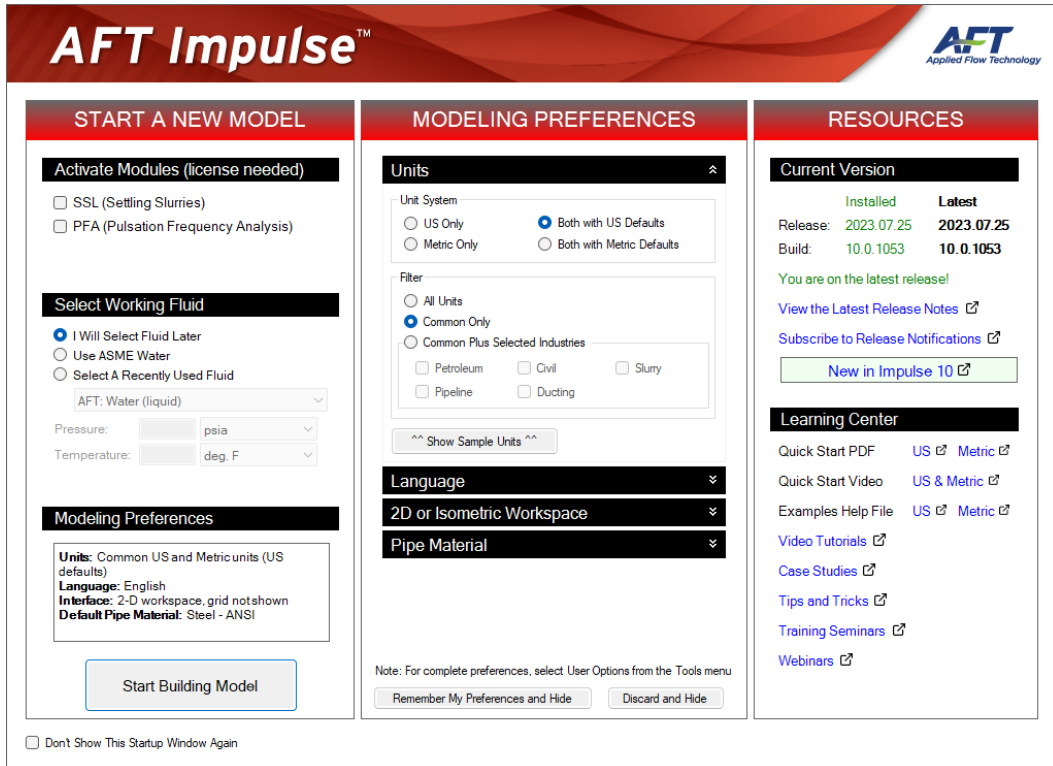 AFT Impulse™
AFT
Applied Flow Technology
START A NEW MODEL
Activate Modules (license needed)
SSL (Settling Slurries)
PFA (Pulsation Frequency Analysis)
Select Working Fluid
I Will Select Fluid Later
Use ASME Water
Select A Recently Used Fluid
AFT: Water (liquid)
Pressure: psia
Temperature: deg. F
Modeling Preferences
Units: Common US and Metric units (US
defaults)
Language: English
Interface: 2-D workspace, grid not shown
Default Pipe Material: Steel - ANSI
Start Building Model
Don't Show This Startup Window Again
MODELING PREFERENCES
Units
Unit System
US Only Both with US Defaults
Metric Only Both with Metric Defaults
Filter
All Units
Common Only
Common Plus Selected Industries
Petroleum Civil Slurry
Pipeline Ducting
^^ Show Sample Units ^^
Language
2D or Isometric Workspace
Pipe Material
Note: For complete preferences, select User Options from the Tools menu
Remember My Preferences and Hide Discard and Hide
RESOURCES
Current Version
Installed Latest
Release: 2023.07.25 2023.07.25
Build: 10.0.1053 10.0.1053
You are on the latest release!
View the Latest Release Notes
Subscribe to Release Notifications
New in Impulse 10
Learning Center
Quick Start PDF US Metric
Quick Start Video US & Metric
Examples Help File US Metric
Video Tutorials
Case Studies
Tips and Tricks
Training Seminars
Webinars